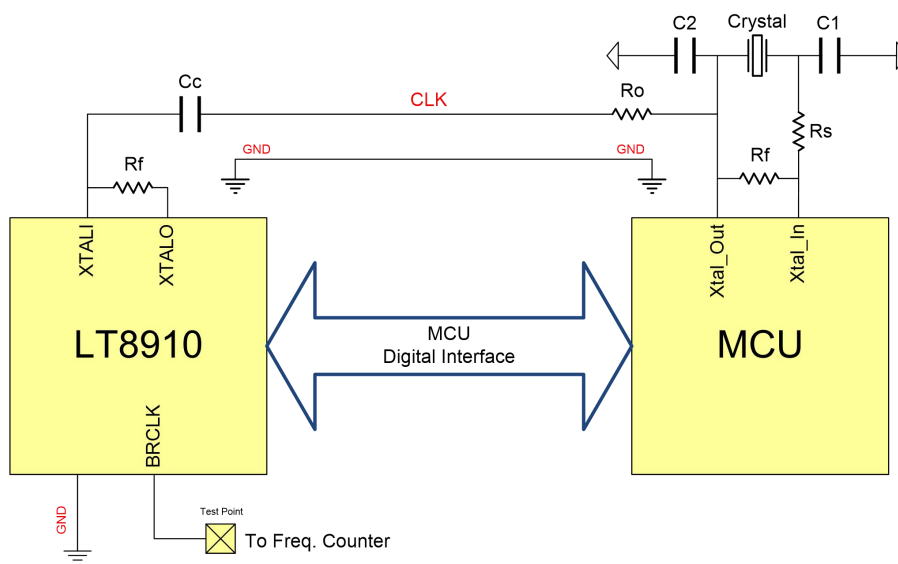 C2
Crystal
C1
Cc
CLK
Ro
Rs
GND
GND
Rf
Rf
XTALI
XTALO
Xtal_Out
Xtal_In
LT8910
MCU
Digital Interface
MCU
BRCLK
GND
Test Point
To Freq. Counter